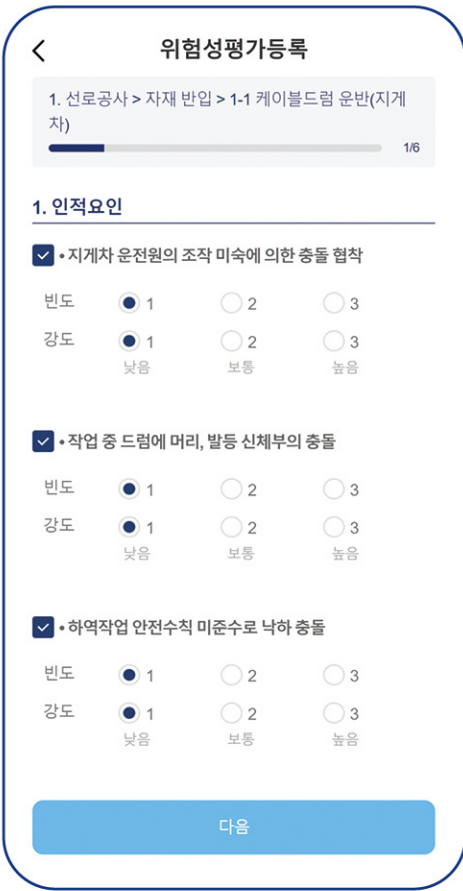 위험성평가등록
1. 선로공사 > 자재 반입 > 1-1 케이블드럼 운반(지게
차)
1/6
1. 인적요인
• 지게차 운전원의 조작 미숙에 의한 충돌 협착
빈도 1 2 3
강도 1 2 3
낮음 보통 높음
• 작업 중 드럼에 머리, 발등 신체부의 충돌
빈도 1 2 3
강도 1 2 3
낮음 보통 높음
• 하역작업 안전수칙 미준수로 낙하 충돌
빈도 1 2 3
강도 1 2 3
낮음 보통 높음
다음